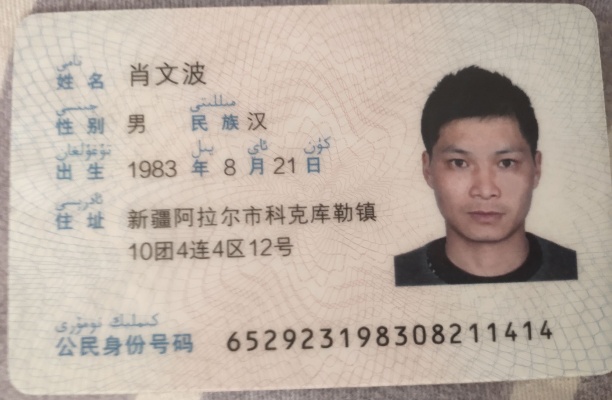 نامى
姓名 肖文波
جىنسى مىللىتى
性别 男 民族 汉
تۇغۇلغان يىل ئاي كۈن
出生 1983 年 8 月 21 日
ئادرېسى
住址 新疆阿拉尔市科克库勒镇
10团4连4区12号
كىملىك نومۇرى
公民身份号码 652923198308211414